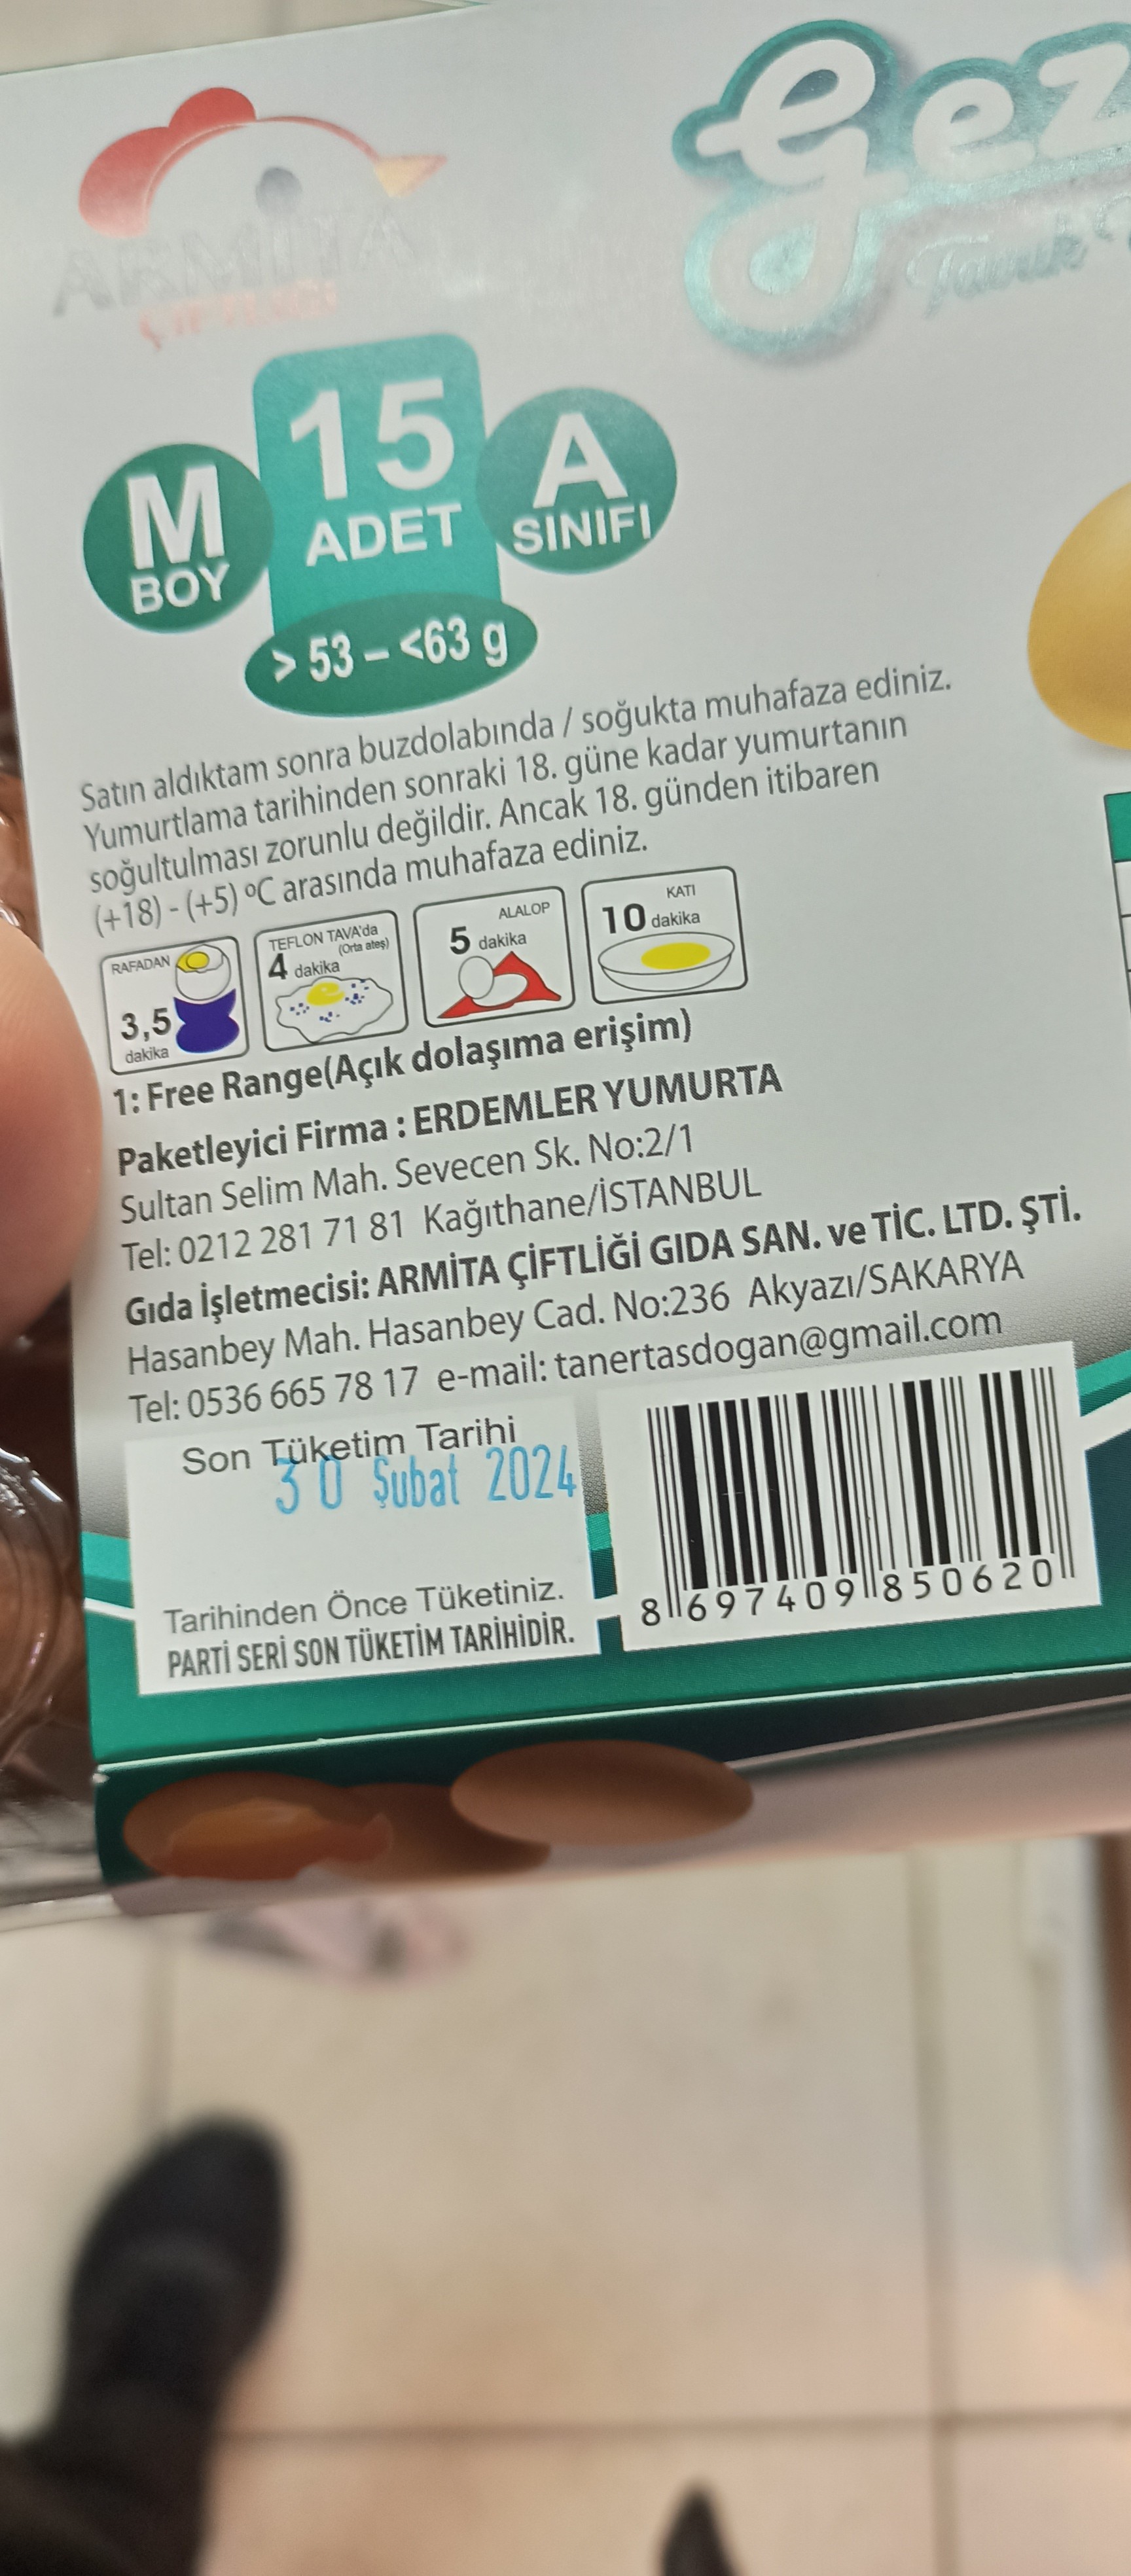 ARMİTA
ÇİFTLİĞİ
Gez
Tavuk
M
BOY
15
ADET
A
SINIFI
> 53 – <63 g
Satın aldıktam sonra buzdolabında / soğukta muhafaza ediniz.
Yumurtlama tarihinden sonraki 18. güne kadar yumurtanın
soğultulması zorunlu değildir. Ancak 18. günden itibaren
(+18) - (+5) ºC arasında muhafaza ediniz.
RAFADAN
3,5
dakika
TEFLON TAVA'da
(Orta ateş)
4 dakika
ALALOP
5 dakika
KATI
10 dakika
1: Free Range(Açık dolaşıma erişim)
Paketleyici Firma : ERDEMLER YUMURTA
Sultan Selim Mah. Sevecen Sk. No:2/1
Tel: 0212 281 71 81 Kağıthane/İSTANBUL
Gıda İşletmecisi: ARMİTA ÇİFTLİĞİ GIDA SAN. ve TİC. LTD. ŞTİ.
Hasanbey Mah. Hasanbey Cad. No:236 Akyazı/SAKARYA
Tel: 0536 665 78 17 e-mail: tanertasdogan@gmail.com
Son Tüketim Tarihi
30 Şubat 2024
Tarihinden Önce Tüketiniz.
PARTİ SERİ SON TÜKETİM TARİHİDİR.
8 697409 850620